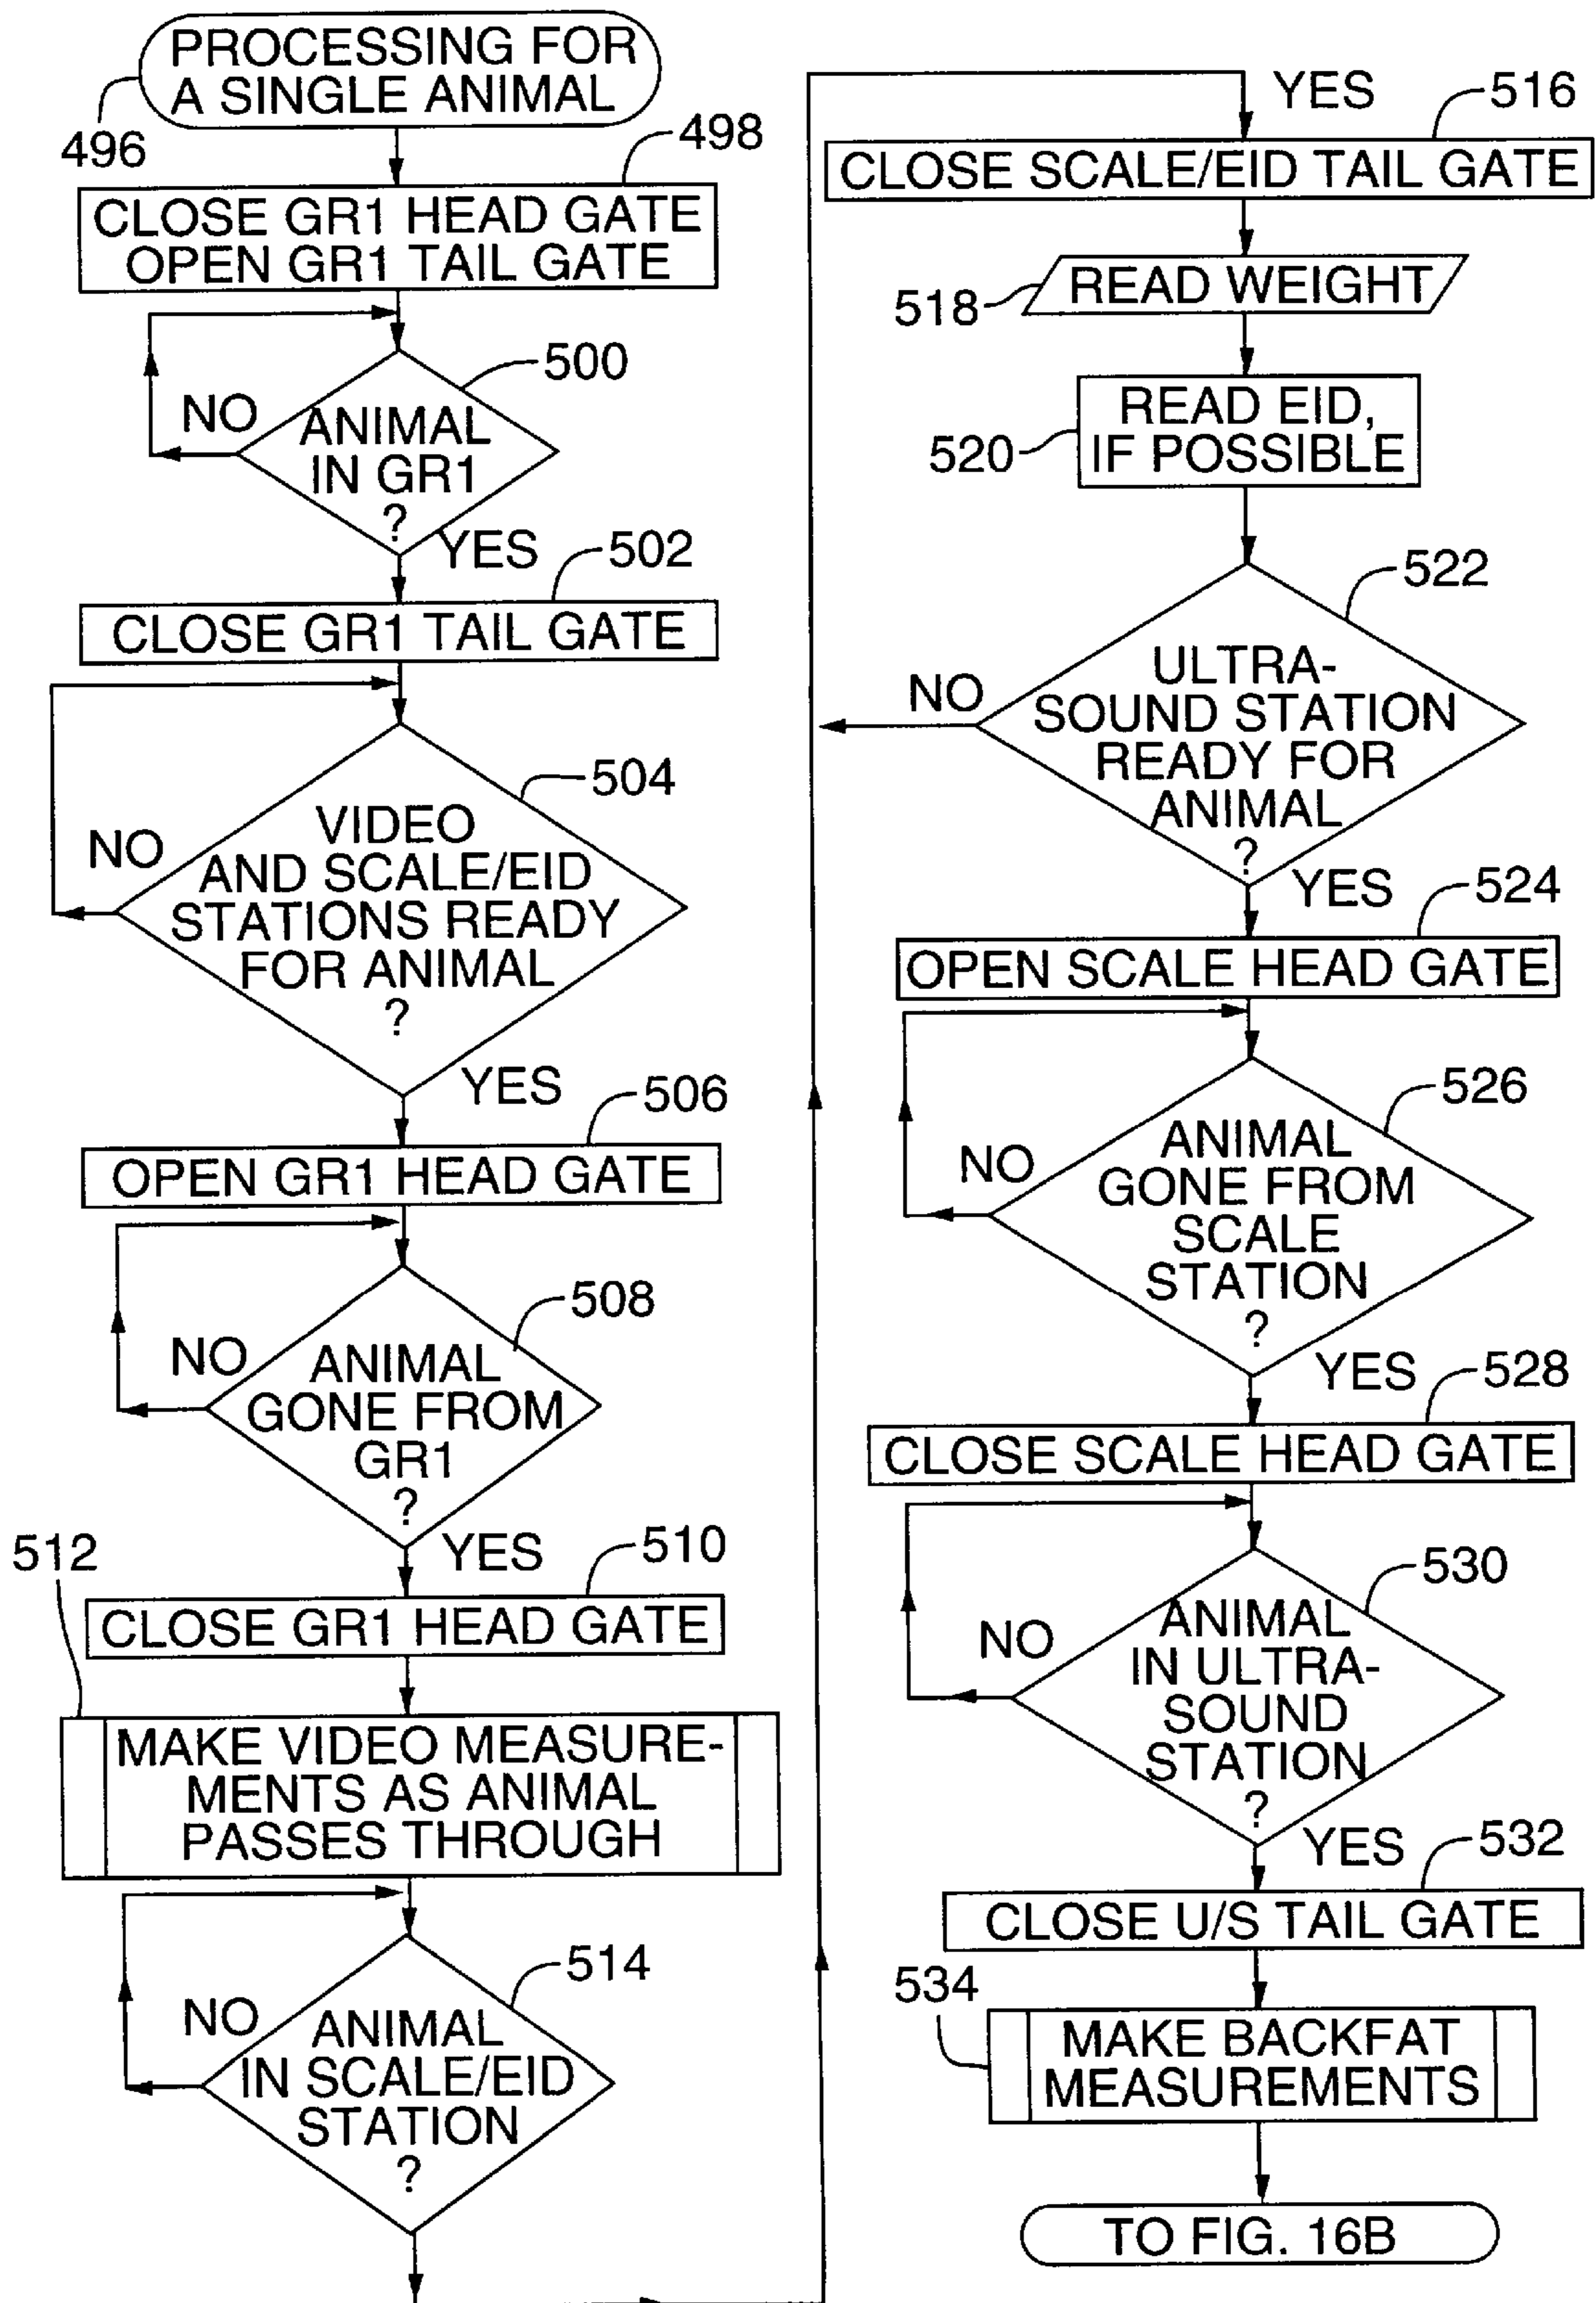 PROCESSING FOR
A SINGLE ANIMAL
496
498
CLOSE GR1 HEAD GATE
OPEN GR1 TAIL GATE
500
NO
ANIMAL
IN GR1
?
YES
502
CLOSE GR1 TAIL GATE
504
NO
VIDEO
AND SCALE/EID
STATIONS READY
FOR ANIMAL
?
YES
506
OPEN GR1 HEAD GATE
508
NO
ANIMAL
GONE FROM
GR1
?
YES
510
512
CLOSE GR1 HEAD GATE
MAKE VIDEO MEASURE-
MENTS AS ANIMAL
PASSES THROUGH
514
NO
ANIMAL
IN SCALE/EID
STATION
?
YES
516
CLOSE SCALE/EID TAIL GATE
518
READ WEIGHT
520
READ EID,
IF POSSIBLE
522
NO
ULTRA-
SOUND STATION
READY FOR
ANIMAL
?
YES
524
OPEN SCALE HEAD GATE
526
NO
ANIMAL
GONE FROM
SCALE
STATION
?
YES
528
CLOSE SCALE HEAD GATE
530
NO
ANIMAL
IN ULTRA-
SOUND
STATION
?
YES
532
CLOSE U/S TAIL GATE
534
MAKE BACKFAT
MEASUREMENTS
TO FIG. 16B